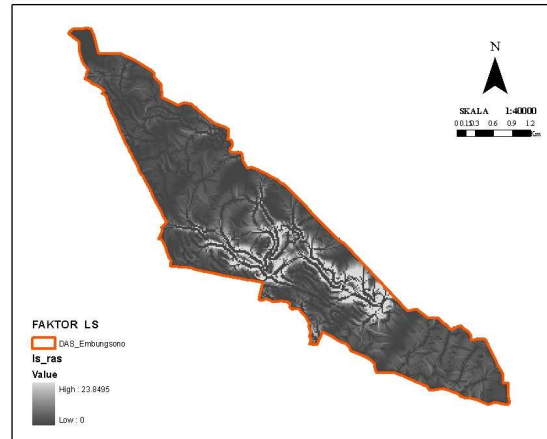 N
SKALA 1:40000
0 0.15 0.3 0.6 0.9 1.2
Km
FAKTOR LS
DAS_Embungsono
ls_ras
Value
High : 23.8495
Low : 0